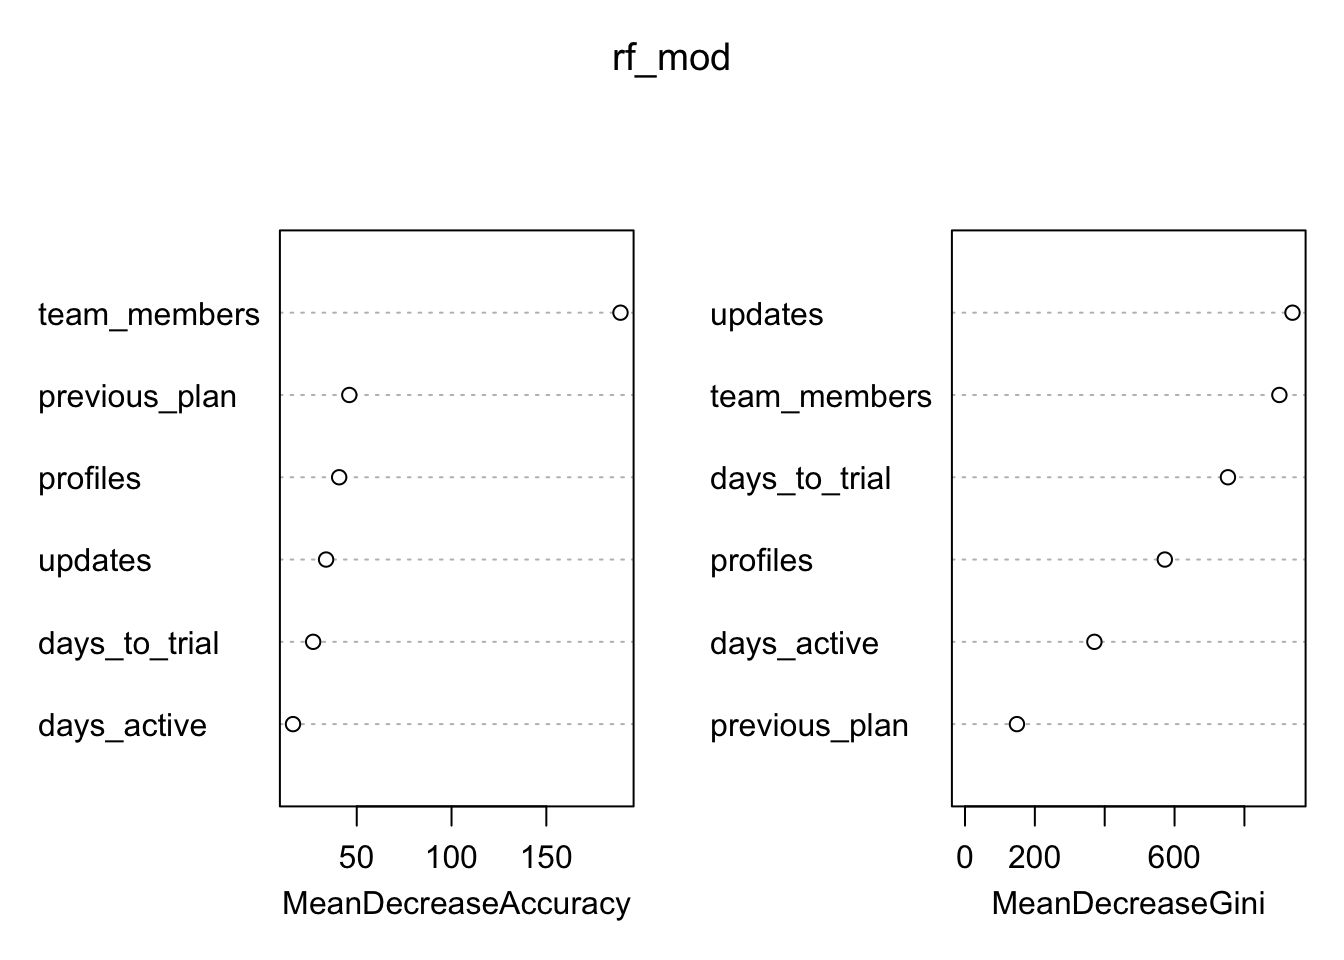 rf_mod
team_members
previous_plan
profiles
updates
days_to_trial
days_active
50 100 150
MeanDecreaseAccuracy
updates
team_members
days_to_trial
profiles
days_active
previous_plan
0 200 600
MeanDecreaseGini